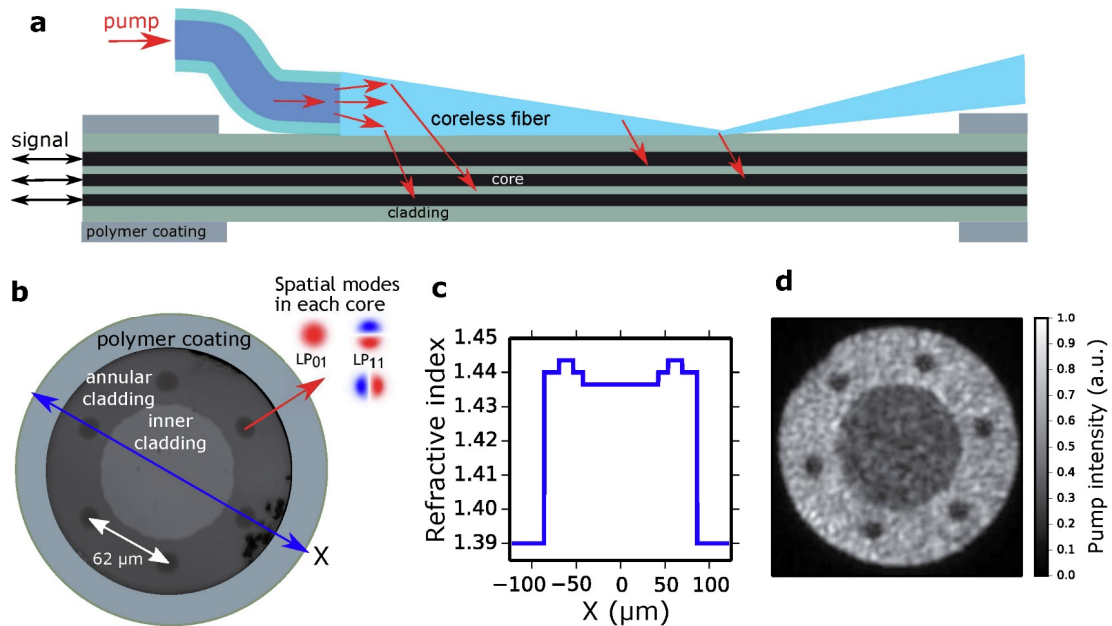 a
pump
coreless fiber
signal
core
cladding
polymer coating
b
Spatial modes
in each core
LP01
LP11
polymer coating
annular
cladding
inner
cladding
62 µm
X
c
Refractive index
1.45
1.44
1.43
1.42
1.41
1.40
1.39
-100 -50 0 50 100
X (µm)
d
1.0
0.9
0.8
0.7
0.6
0.5
0.4
0.3
0.2
0.1
0.0
Pump intensity (a.u.)